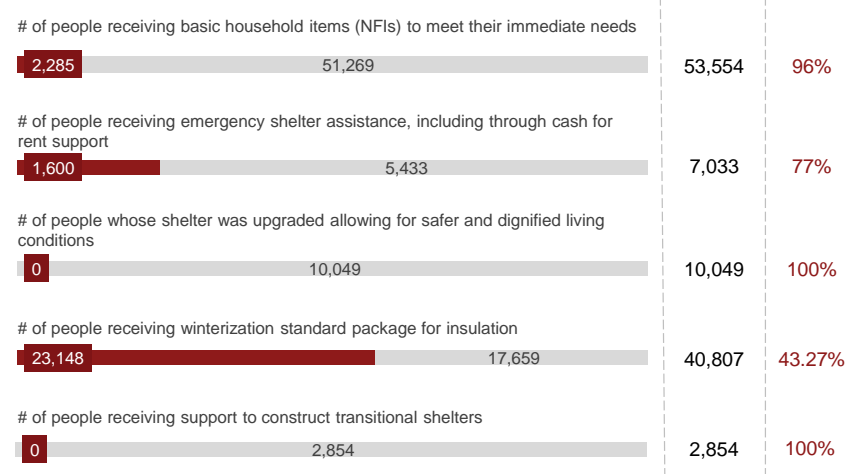 # of people receiving basic household items (NFIs) to meet their immediate needs
2,285 51,269 53,554 96%
# of people receiving emergency shelter assistance, including through cash for
rent support
1,600 5,433 7,033 77%
# of people whose shelter was upgraded allowing for safer and dignified living
conditions
0 10,049 10,049 100%
# of people receiving winterization standard package for insulation
23,148 17,659 40,807 43.27%
# of people receiving support to construct transitional shelters
0 2,854 2,854 100%